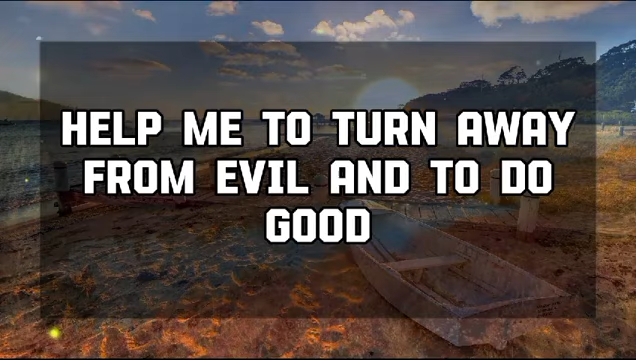 HELP ME TO TURN AWAY
FROM EVIL AND TO DO
GOOD